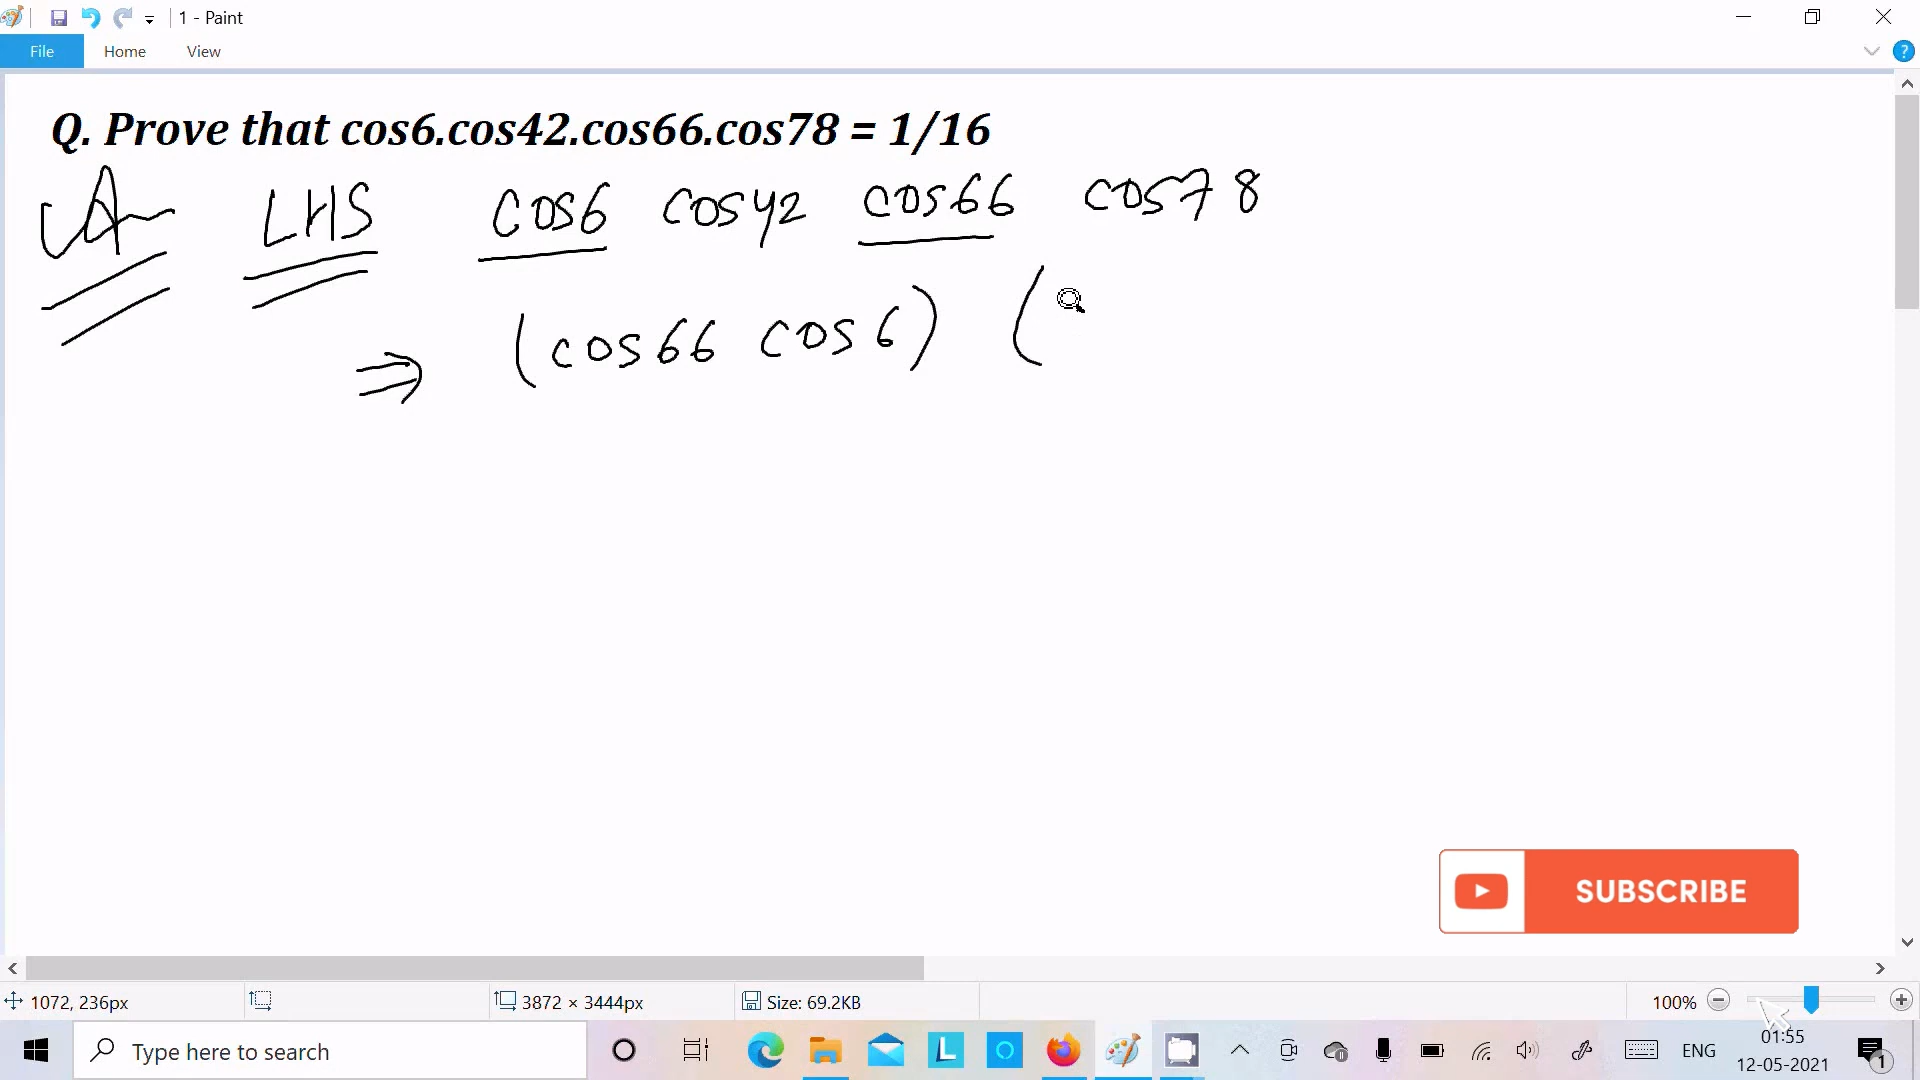 1 - Paint
File Home View
Q. Prove that cos6.cos42.cos66.cos78 = 1/16
LHS cos6 cos42 cos66 cos78
⇒ (cos66 cos6) (
SUBSCRIBE
1072, 236px 3872 × 3444px Size: 69.2KB 100%
Type here to search ENG 01:55
12-05-2021 1